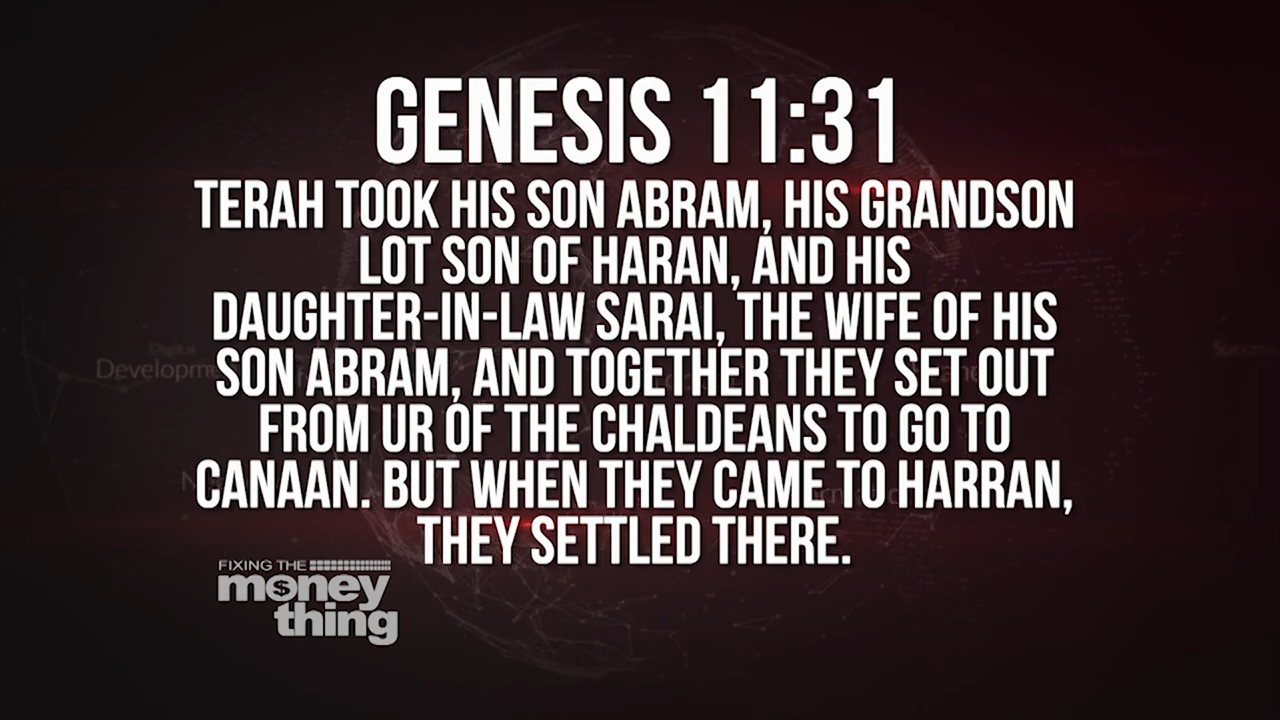 GENESIS 11:31
TERAH TOOK HIS SON ABRAM, HIS GRANDSON
LOT SON OF HARAN, AND HIS
DAUGHTER-IN-LAW SARAI, THE WIFE OF HIS
SON ABRAM, AND TOGETHER THEY SET OUT
FROM UR OF THE CHALDEANS TO GO TO
CANAAN. BUT WHEN THEY CAME TO HARRAN,
THEY SETTLED THERE.
FIXING THE
money
thing